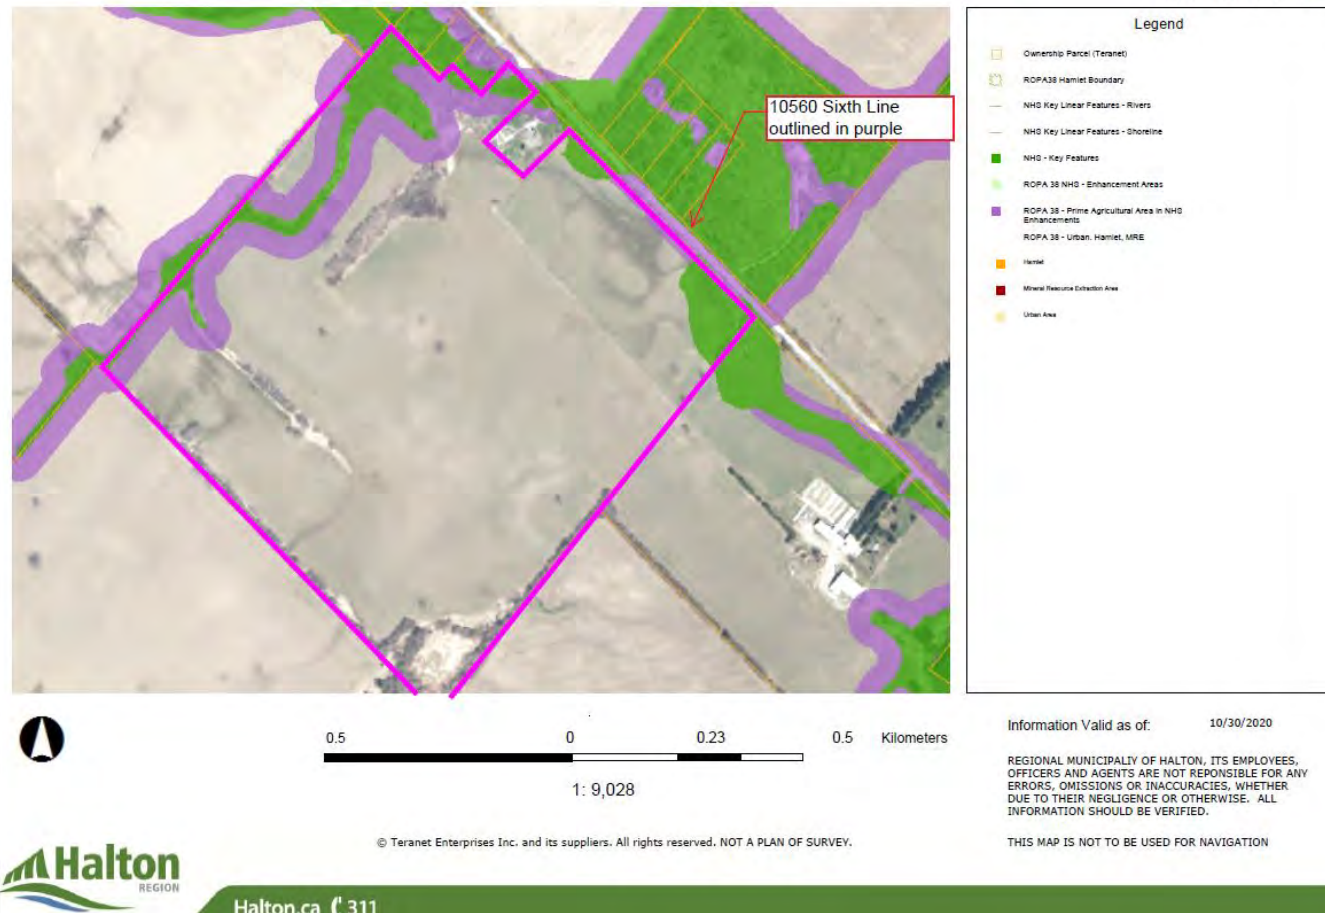 10560 Sixth Line
outlined in purple
Legend
Ownership Parcel (Teranet)
ROPA38 Hamlet Boundary
NHS Key Linear Features - Rivers
NHS Key Linear Features - Shoreline
NHS - Key Features
ROPA 38 NHS - Enhancement Areas
ROPA 38 - Prime Agricultural Area in NHS
Enhancements
ROPA 38 - Urban, Hamlet, MRE
Hamlet
Mineral Resource Extraction Area
Urban Area
0.5 0 0.23 0.5 Kilometers
1: 9,028
© Teranet Enterprises Inc. and its suppliers. All rights reserved. NOT A PLAN OF SURVEY.
Information Valid as of: 10/30/2020
REGIONAL MUNICIPALIY OF HALTON, ITS EMPLOYEES,
OFFICERS AND AGENTS ARE NOT REPONSIBLE FOR ANY
ERRORS, OMISSIONS OR INACCURACIES, WHETHER
DUE TO THEIR NEGLIGENCE OR OTHERWISE. ALL
INFORMATION SHOULD BE VERIFIED.
THIS MAP IS NOT TO BE USED FOR NAVIGATION
Halton
REGION
Halton.ca 311